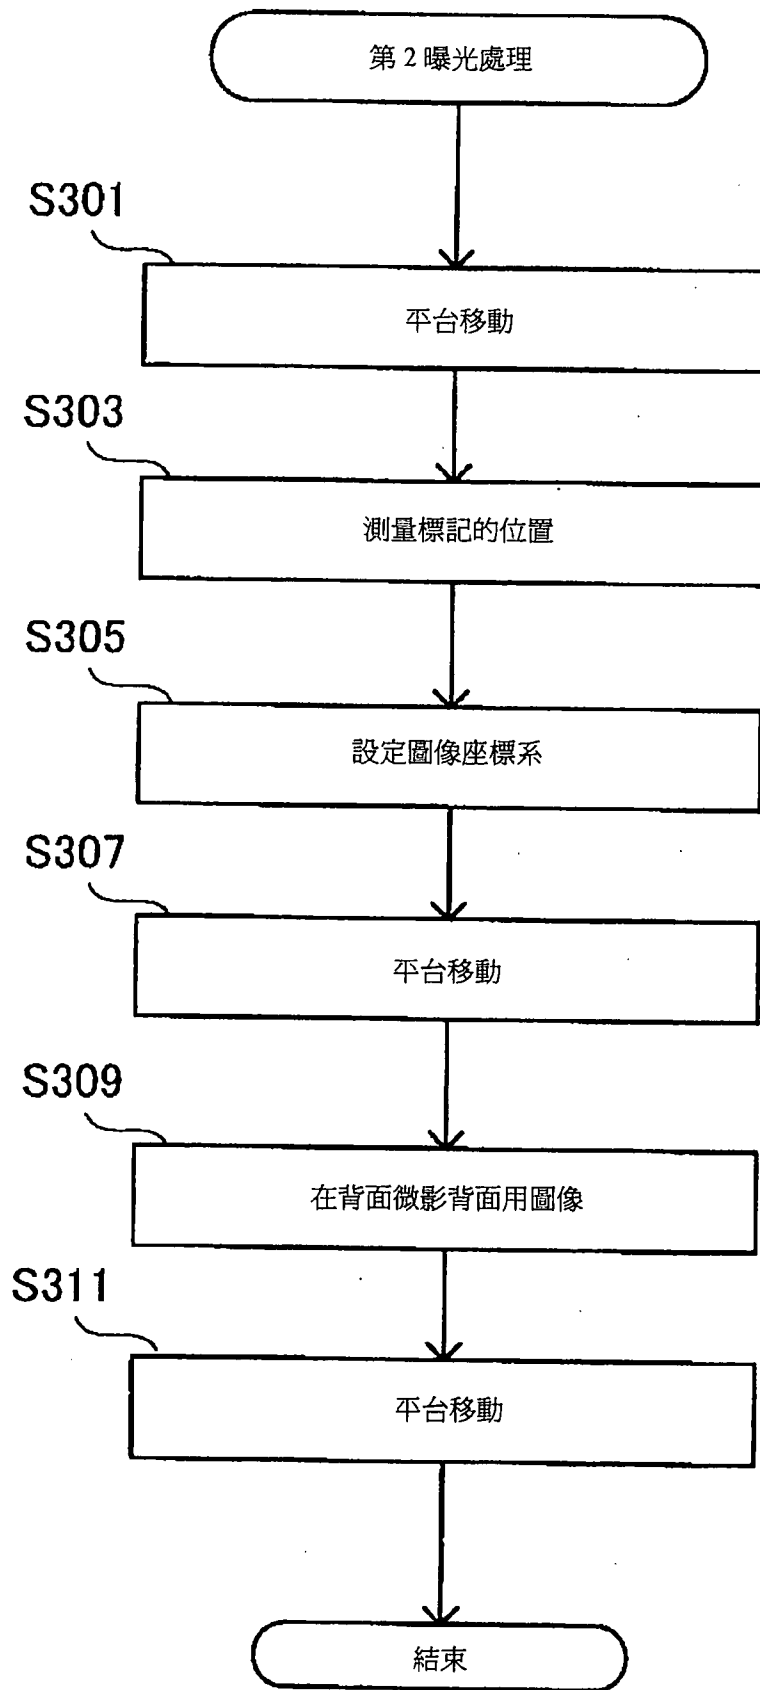 第2曝光處理
S301
平台移動
S303
測量標記的位置
S305
設定圖像座標系
S307
平台移動
S309
在背面微影背面用圖像
S311
平台移動
結束